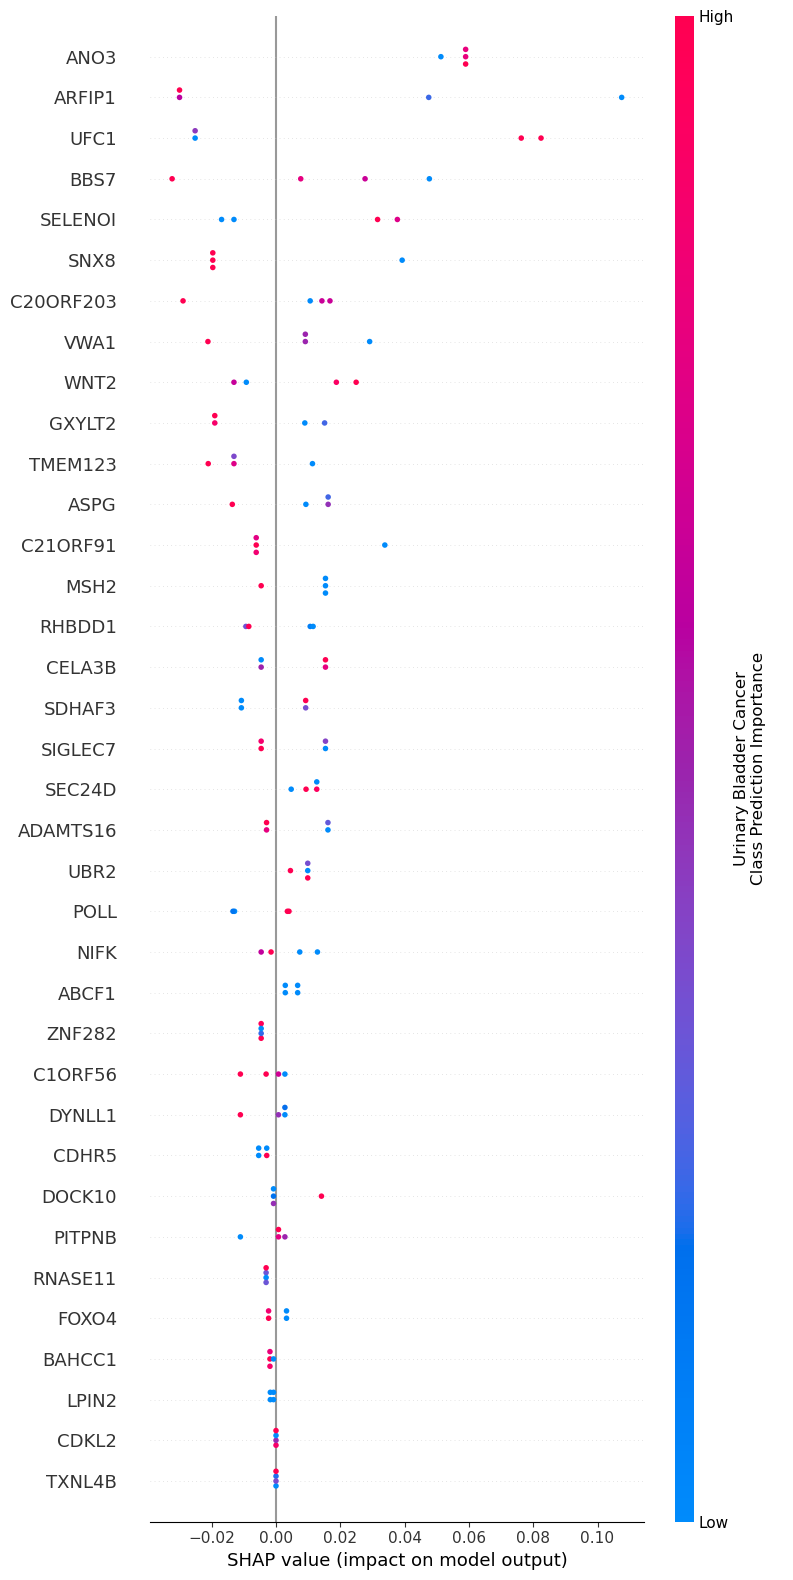 High
ANO3
ARFIP1
UFC1
BBS7
SELENOI
SNX8
C20ORF203
VWA1
WNT2
GXYLT2
TMEM123
ASPG
C21ORF91
MSH2
RHBDD1
CELA3B
SDHAF3
SIGLEC7
SEC24D
ADAMTS16
UBR2
POLL
NIFK
ABCF1
ZNF282
C1ORF56
DYNLL1
CDHR5
DOCK10
PITPNB
RNASE11
FOXO4
BAHCC1
LPIN2
CDKL2
TXNL4B
Urinary Bladder Cancer
Class Prediction Importance
Low
−0.02 0.00 0.02 0.04 0.06 0.08 0.10
SHAP value (impact on model output)